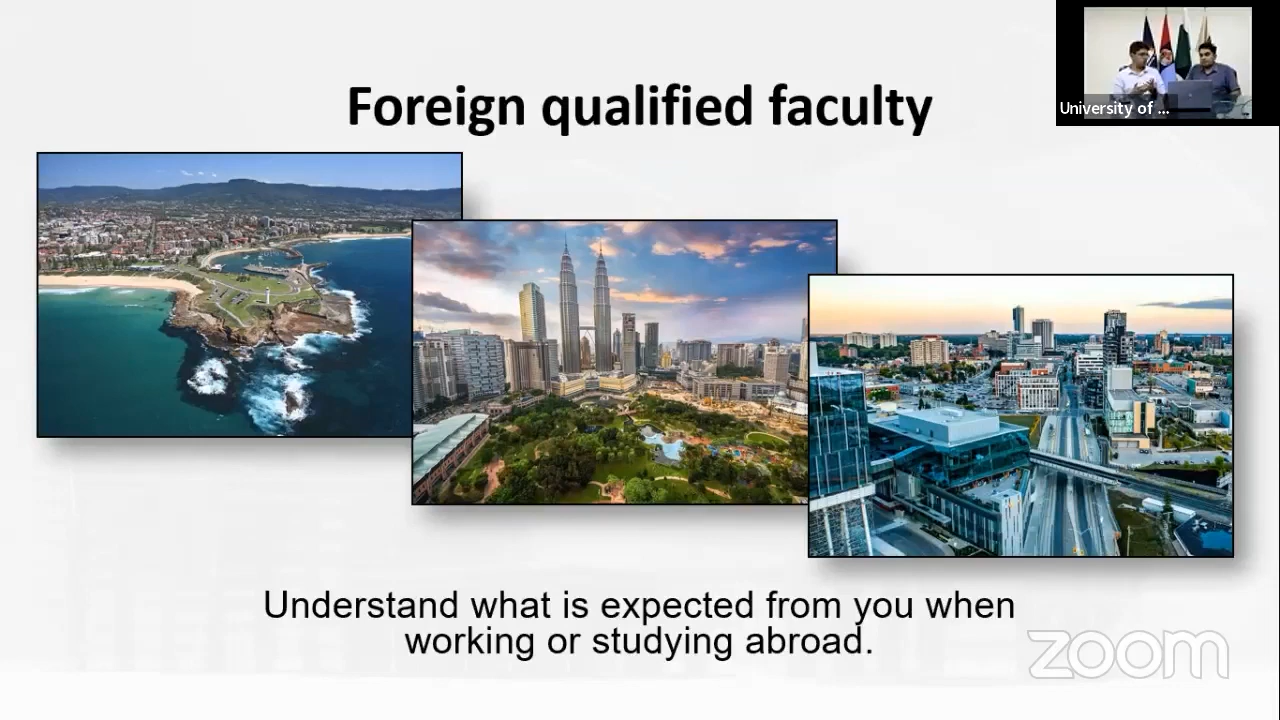 Foreign qualified faculty
University of ...
Understand what is expected from you when
working or studying abroad.
zoom